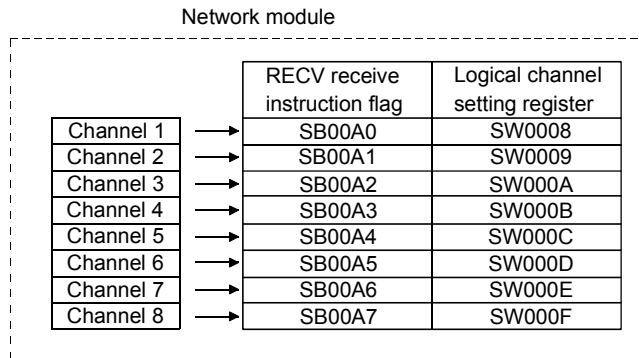 Network module
RECV receive instruction flag Logical channel setting register
Channel 1 SB00A0 SW0008
Channel 2 SB00A1 SW0009
Channel 3 SB00A2 SW000A
Channel 4 SB00A3 SW000B
Channel 5 SB00A4 SW000C
Channel 6 SB00A5 SW000D
Channel 7 SB00A6 SW000E
Channel 8 SB00A7 SW000F